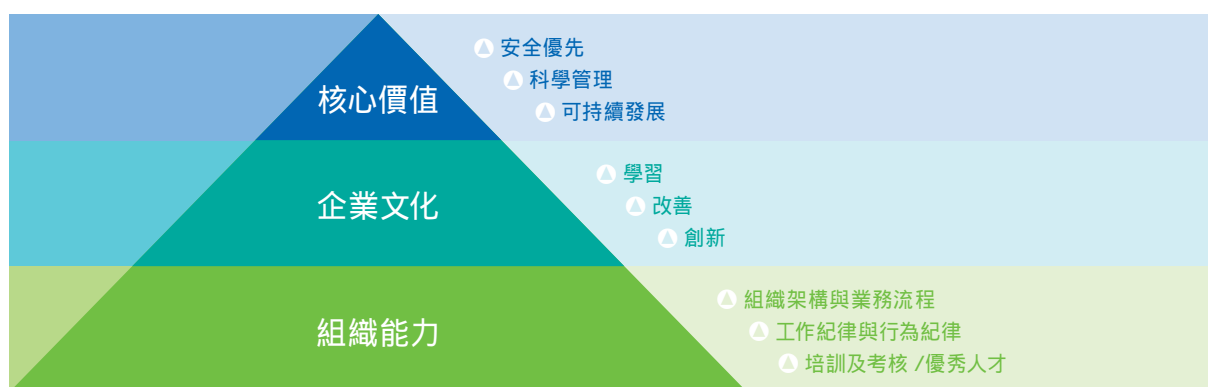 核心價值
安全優先
科學管理
可持續發展
企業文化
學習
改善
創新
組織能力
組織架構與業務流程
工作紀律與行為紀律
培訓及考核 /優秀人才